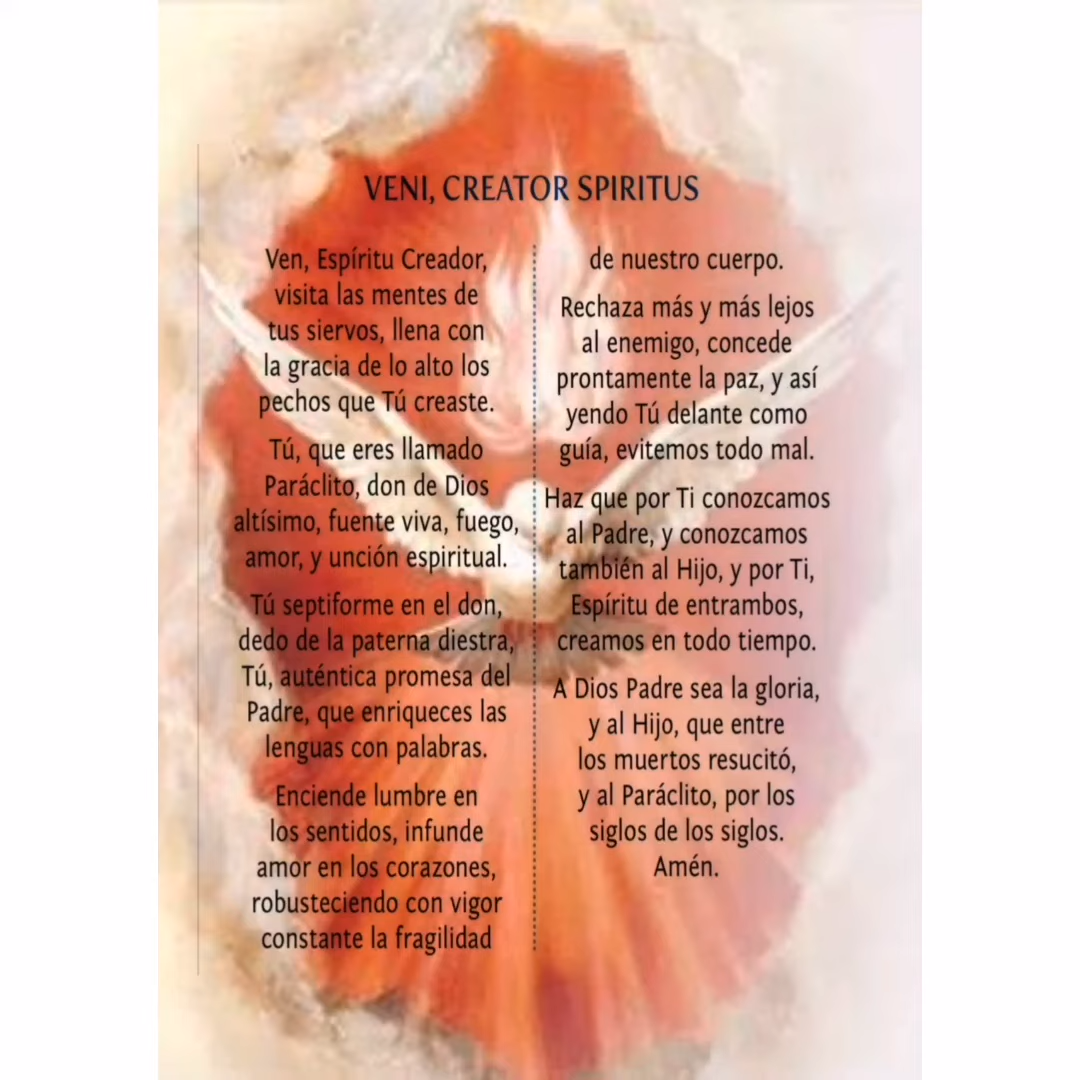 VENI, CREATOR SPIRITUS
Ven, Espíritu Creador,
visita las mentes de
tus siervos, llena con
la gracia de lo alto los
pechos que Tú creaste.
Tú, que eres llamado
Paráclito, don de Dios
altísimo, fuente viva, fuego,
amor, y unción espiritual.
Tú septiforme en el don,
dedo de la paterna diestra,
Tú, auténtica promesa del
Padre, que enriqueces las
lenguas con palabras.
Enciende lumbre en
los sentidos, infunde
amor en los corazones,
robusteciendo con vigor
constante la fragilidad
de nuestro cuerpo.
Rechaza más y más lejos
al enemigo, concede
prontamente la paz, y así
yendo Tú delante como
guía, evitemos todo mal.
Haz que por Ti conozcamos
al Padre, y conozcamos
también al Hijo, y por Ti,
Espíritu de entrambos,
creamos en todo tiempo.
A Dios Padre sea la gloria,
y al Hijo, que entre
los muertos resucitó,
y al Paráclito, por los
siglos de los siglos.
Amén.